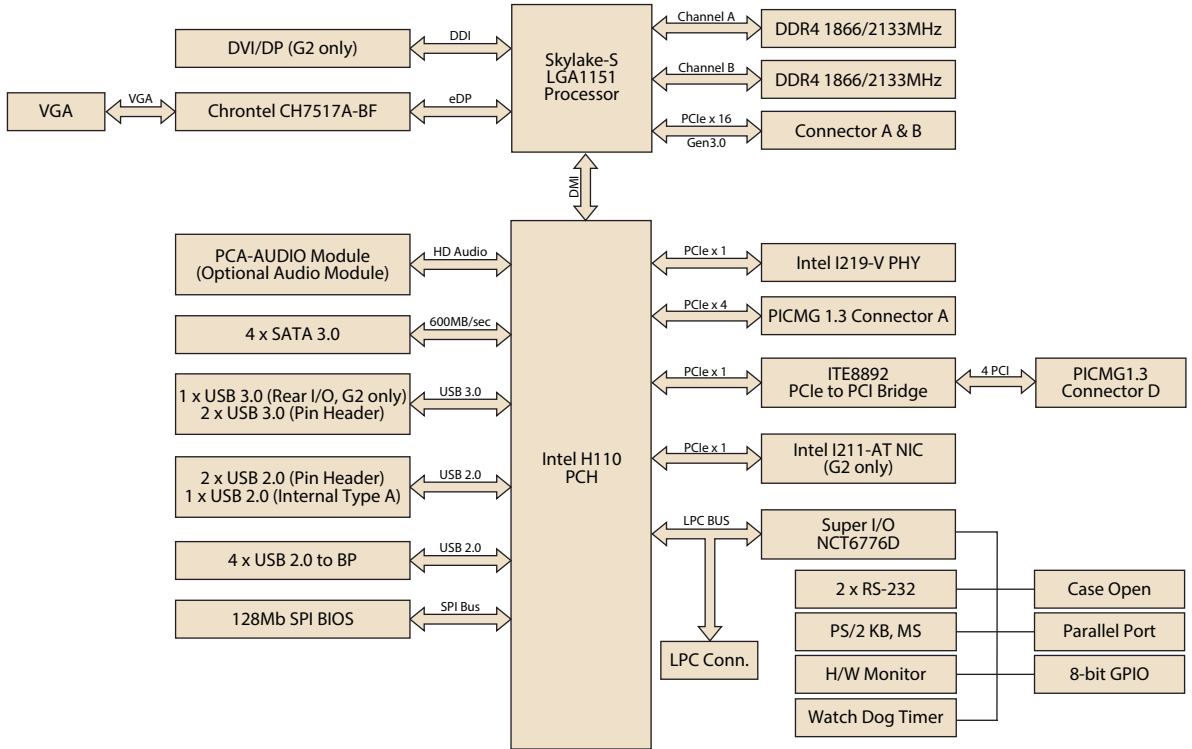 DVI/DP (G2 only)
DDI
VGA
VGA
Chrontel CH7517A-BF
eDP
Skylake-S
LGA1151
Processor
Channel A
DDR4 1866/2133MHz
Channel B
DDR4 1866/2133MHz
PCIe x 16
Gen3.0
Connector A & B
DMI
PCA-AUDIO Module
(Optional Audio Module)
HD Audio
4 x SATA 3.0
600MB/sec
1 x USB 3.0 (Rear I/O, G2 only)
2 x USB 3.0 (Pin Header)
USB 3.0
2 x USB 2.0 (Pin Header)
1 x USB 2.0 (Internal Type A)
USB 2.0
4 x USB 2.0 to BP
USB 2.0
128Mb SPI BIOS
SPI Bus
Intel H110
PCH
PCIe x 1
Intel I219-V PHY
PCIe x 4
PICMG 1.3 Connector A
PCIe x 1
ITE8892
PCIe to PCI Bridge
4 PCI
PICMG1.3
Connector D
PCIe x 1
Intel I211-AT NIC
(G2 only)
LPC BUS
Super I/O
NCT6776D
LPC Conn.
2 x RS-232
Case Open
PS/2 KB, MS
Parallel Port
H/W Monitor
8-bit GPIO
Watch Dog Timer